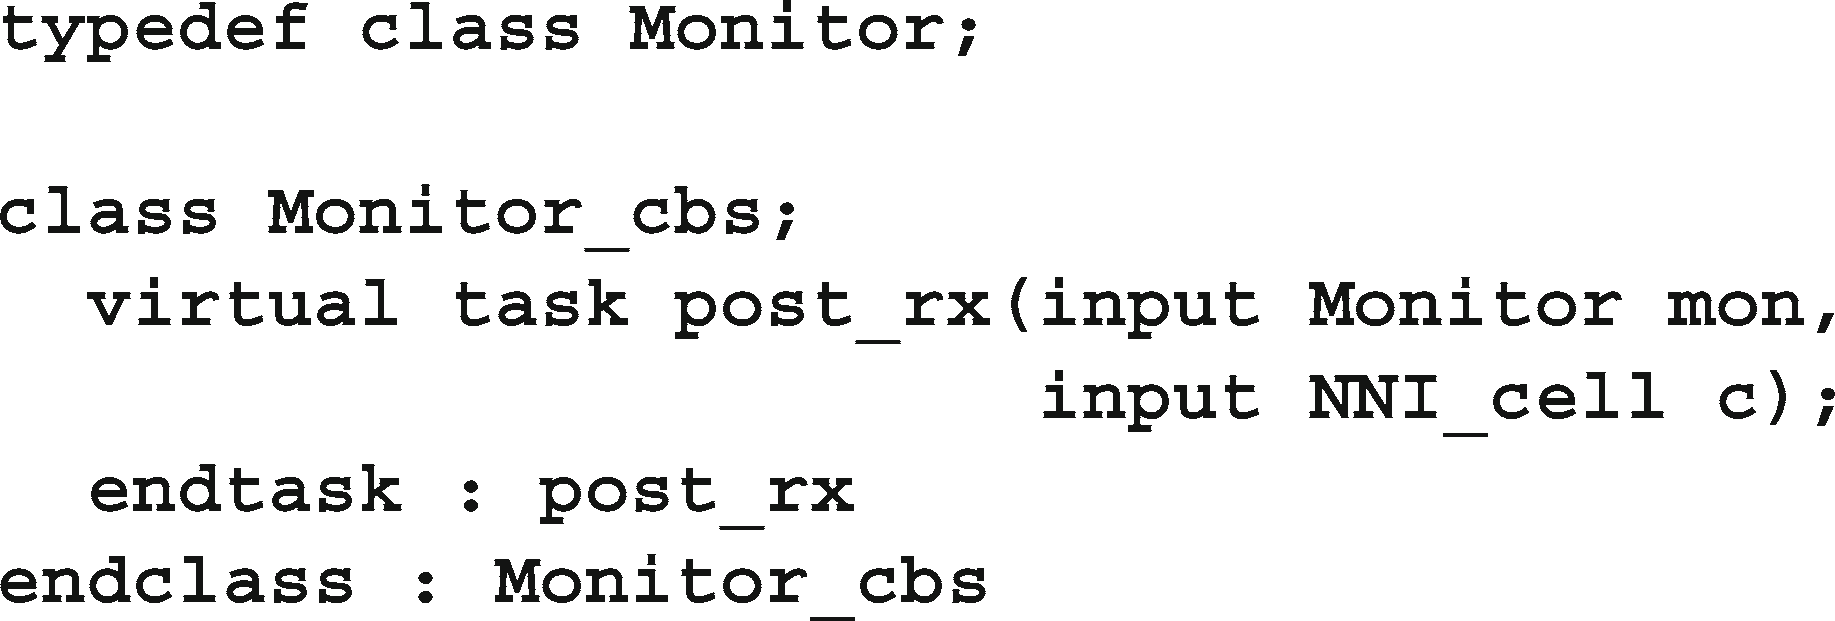 typedef class Monitor;
class Monitor_cbs;
virtual task post_rx(input Monitor mon,
input NNI_cell c);
endtask : post_rx
endclass : Monitor_cbs